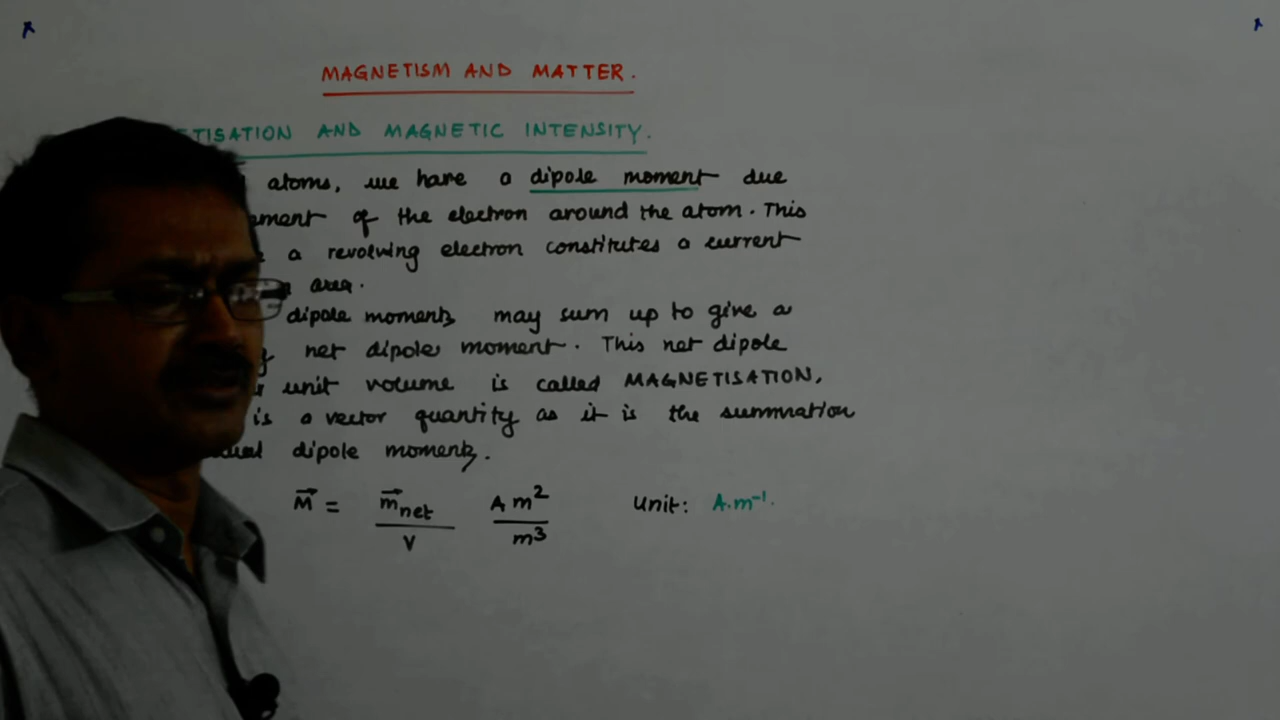 MAGNETISM AND MATTER.
ETISATION AND MAGNETIC INTENSITY.
atoms, we have a dipole moment due
ement of the electron around the atom. This
a revolving electron constitutes a current
area.
dipole moments may sum up to give a
net dipole moment. This net dipole
unit volume is called MAGNETISATION,
is a vector quantity as it is the summation
dipole moments.
M⃗ = m⃗net / V A m² / m³ Unit: A.m⁻¹.